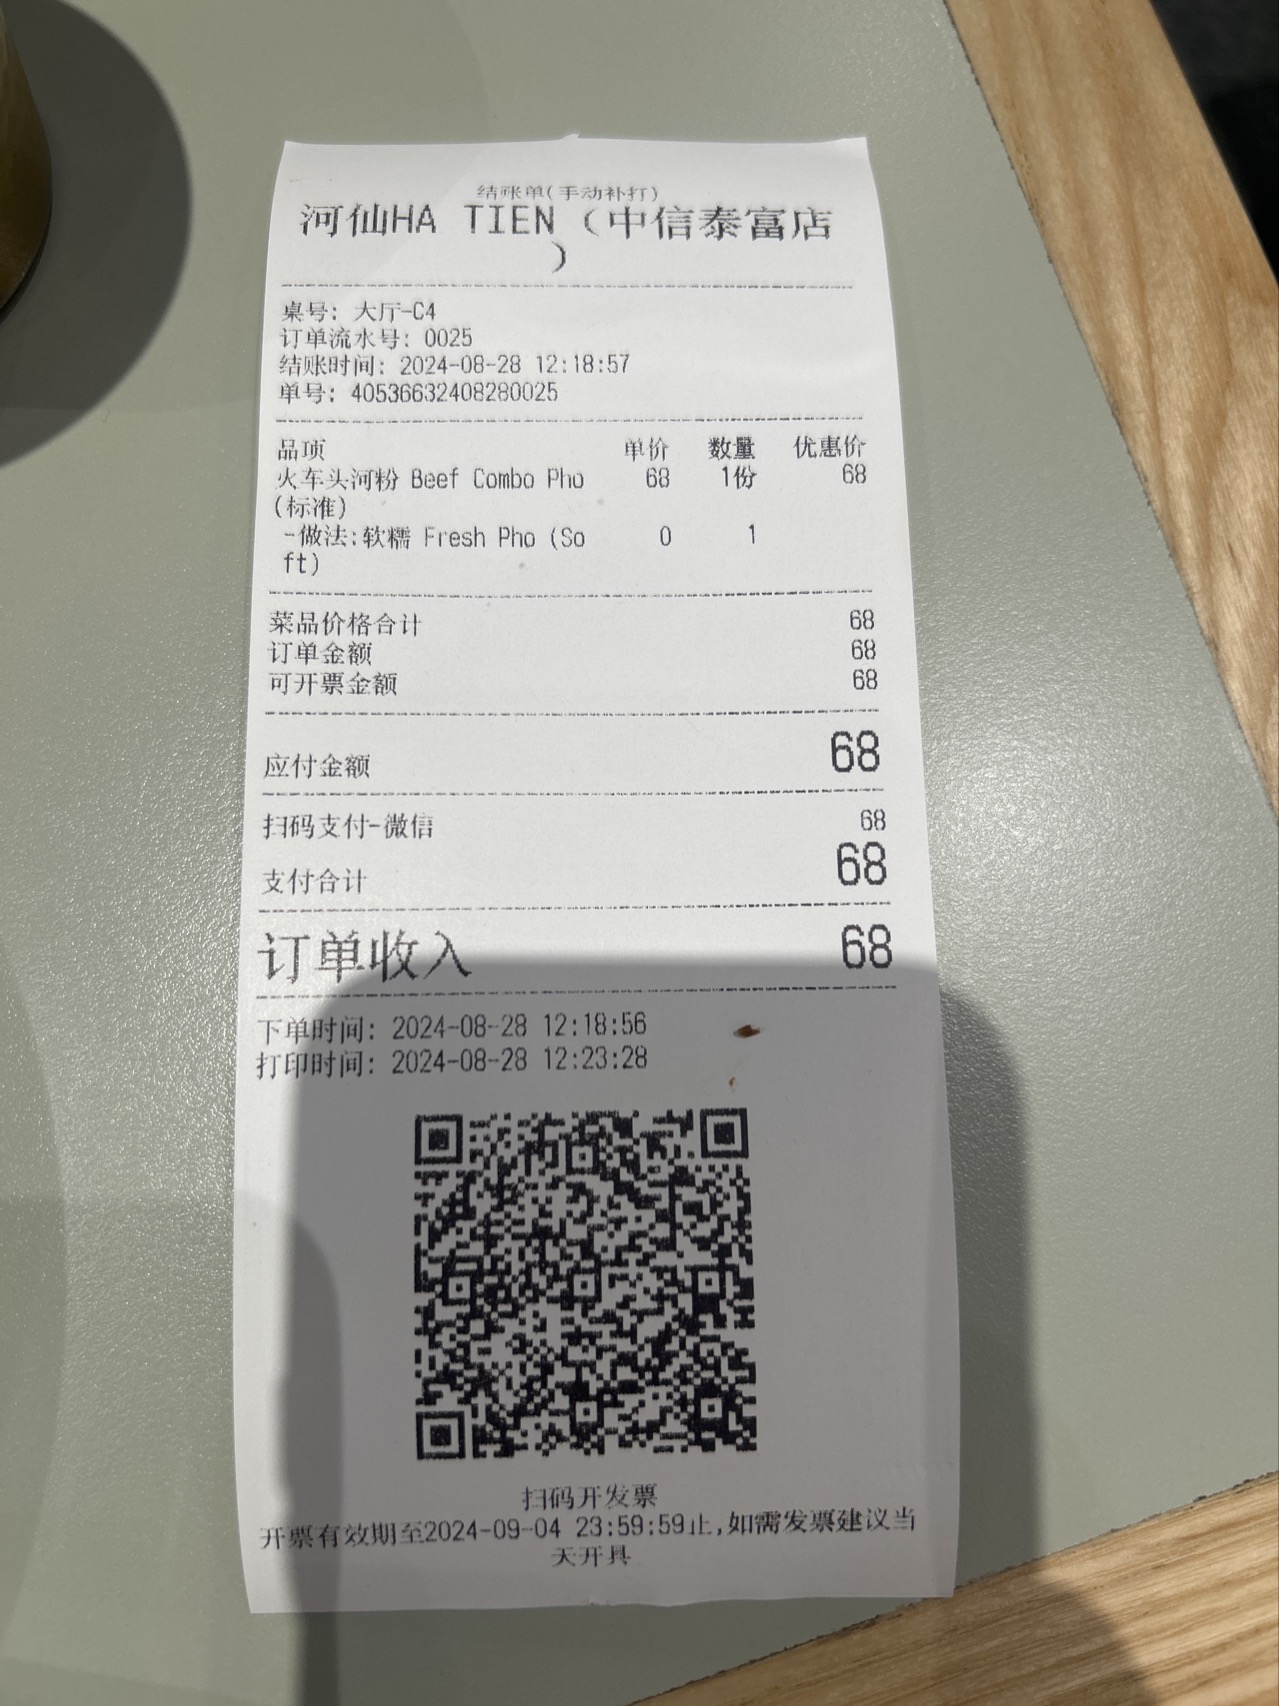 结账单(手动补打)
河仙HA TIEN（中信泰富店
）
桌号: 大厅-C4
订单流水号: 0025
结账时间: 2024-08-28 12:18:57
单号: 40536632408280025
品项 单价 数量 优惠价
火车头河粉 Beef Combo Pho 68 1份 68
(标准)
-做法:软糯 Fresh Pho (So 0 1
ft)
菜品价格合计 68
订单金额 68
可开票金额 68
应付金额 68
扫码支付-微信 68
支付合计 68
订单收入 68
下单时间: 2024-08-28 12:18:56
打印时间: 2024-08-28 12:23:28
扫码开发票
开票有效期至2024-09-04 23:59:59止,如需发票建议当
天开具